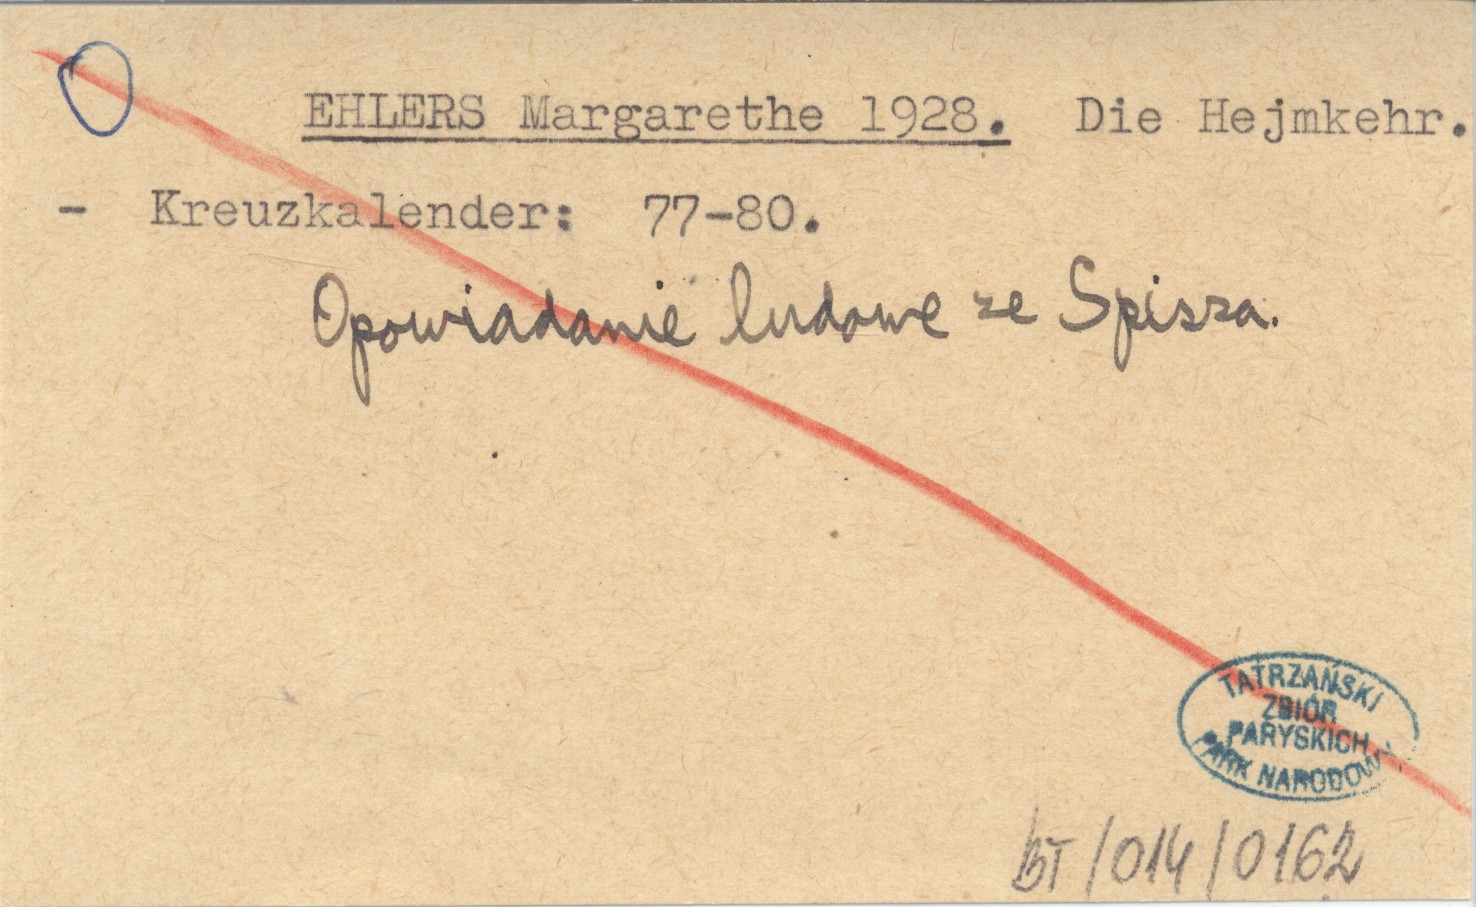 EHLERS Margarethe 1928. Die Hejmkehr.
- Kreuzkalender: 77-80.
Opowiadanie ludowe ze Spisza.
TATRZAŃSKI
ZBIÓR
PARYSKICH
PARK NARODOWY
BT/014/0162